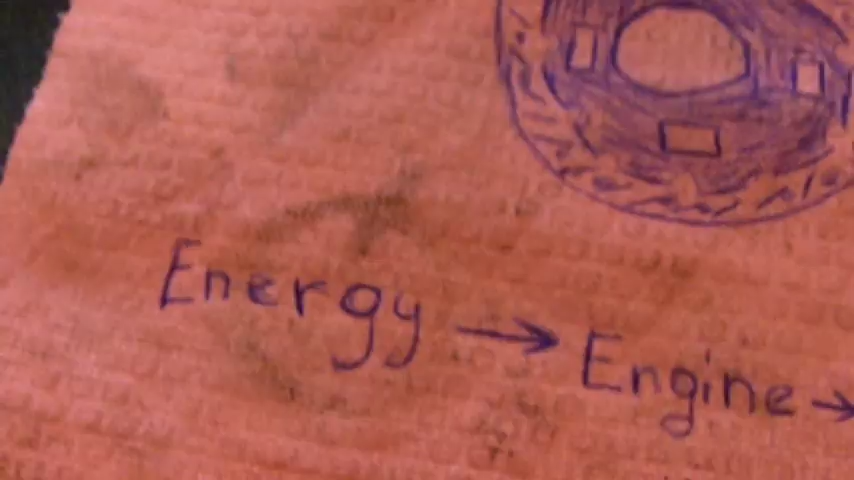 Energy → Engine →